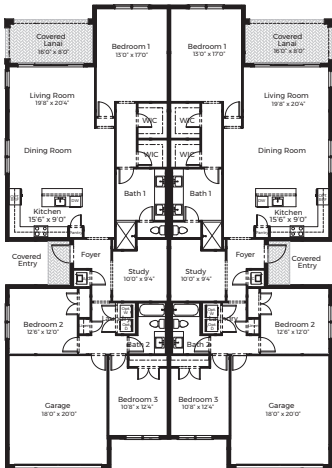 Covered
Lanai
16'0" x 8'0"
Bedroom 1
13'0" x 17'0"
Bedroom 1
13'0" x 17'0"
Covered
Lanai
16'0" x 8'0"
Living Room
19'8" x 20'4"
Living Room
19'8" x 20'4"
WIC
WIC
Dining Room
WIC
WIC
Dining Room
Bath 1
Bath 1
DW
DW
Kitchen
15'6" x 9'0"
Kitchen
15'6" x 9'0"
Covered
Entry
Foyer
Foyer
Covered
Entry
Study
10'0" x 9'4"
Study
10'0" x 9'4"
Bedroom 2
12'6" x 12'0"
Bedroom 2
12'6" x 12'0"
Bath 2
Bath 2
Garage
18'0" x 20'0"
Bedroom 3
10'8" x 12'4"
Bedroom 3
10'8" x 12'4"
Garage
18'0" x 20'0"